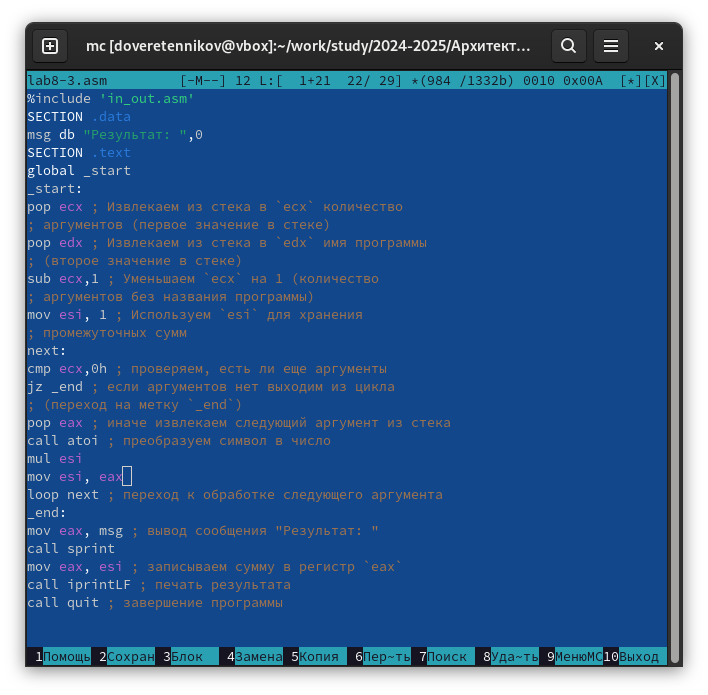 mc [doveretennikov@vbox]:~/work/study/2024-2025/Архитект...
lab8-3.asm [-M--] 12 L:[ 1+21 22/ 29] *(984 /1332b) 0010 0x00A [*][X]
%include 'in_out.asm'
SECTION .data
msg db "Результат: ",0
SECTION .text
global _start
_start:
pop ecx ; Извлекаем из стека в `ecx` количество
; аргументов (первое значение в стеке)
pop edx ; Извлекаем из стека в `edx` имя программы
; (второе значение в стеке)
sub ecx,1 ; Уменьшаем `ecx` на 1 (количество
; аргументов без названия программы)
mov esi, 1 ; Используем `esi` для хранения
; промежуточных сумм
next:
cmp ecx,0h ; проверяем, есть ли еще аргументы
jz _end ; если аргументов нет выходим из цикла
; (переход на метку `_end`)
pop eax ; иначе извлекаем следующий аргумент из стека
call atoi ; преобразуем символ в число
mul esi
mov esi, eax
loop next ; переход к обработке следующего аргумента
_end:
mov eax, msg ; вывод сообщения "Результат: "
call sprint
mov eax, esi ; записываем сумму в регистр `eax`
call iprintLF ; печать результата
call quit ; завершение программы
1Помощь 2Сохран 3Блок 4Замена 5Копия 6Пер~ть 7Поиск 8Уда~ть 9МенюМС 10Выход